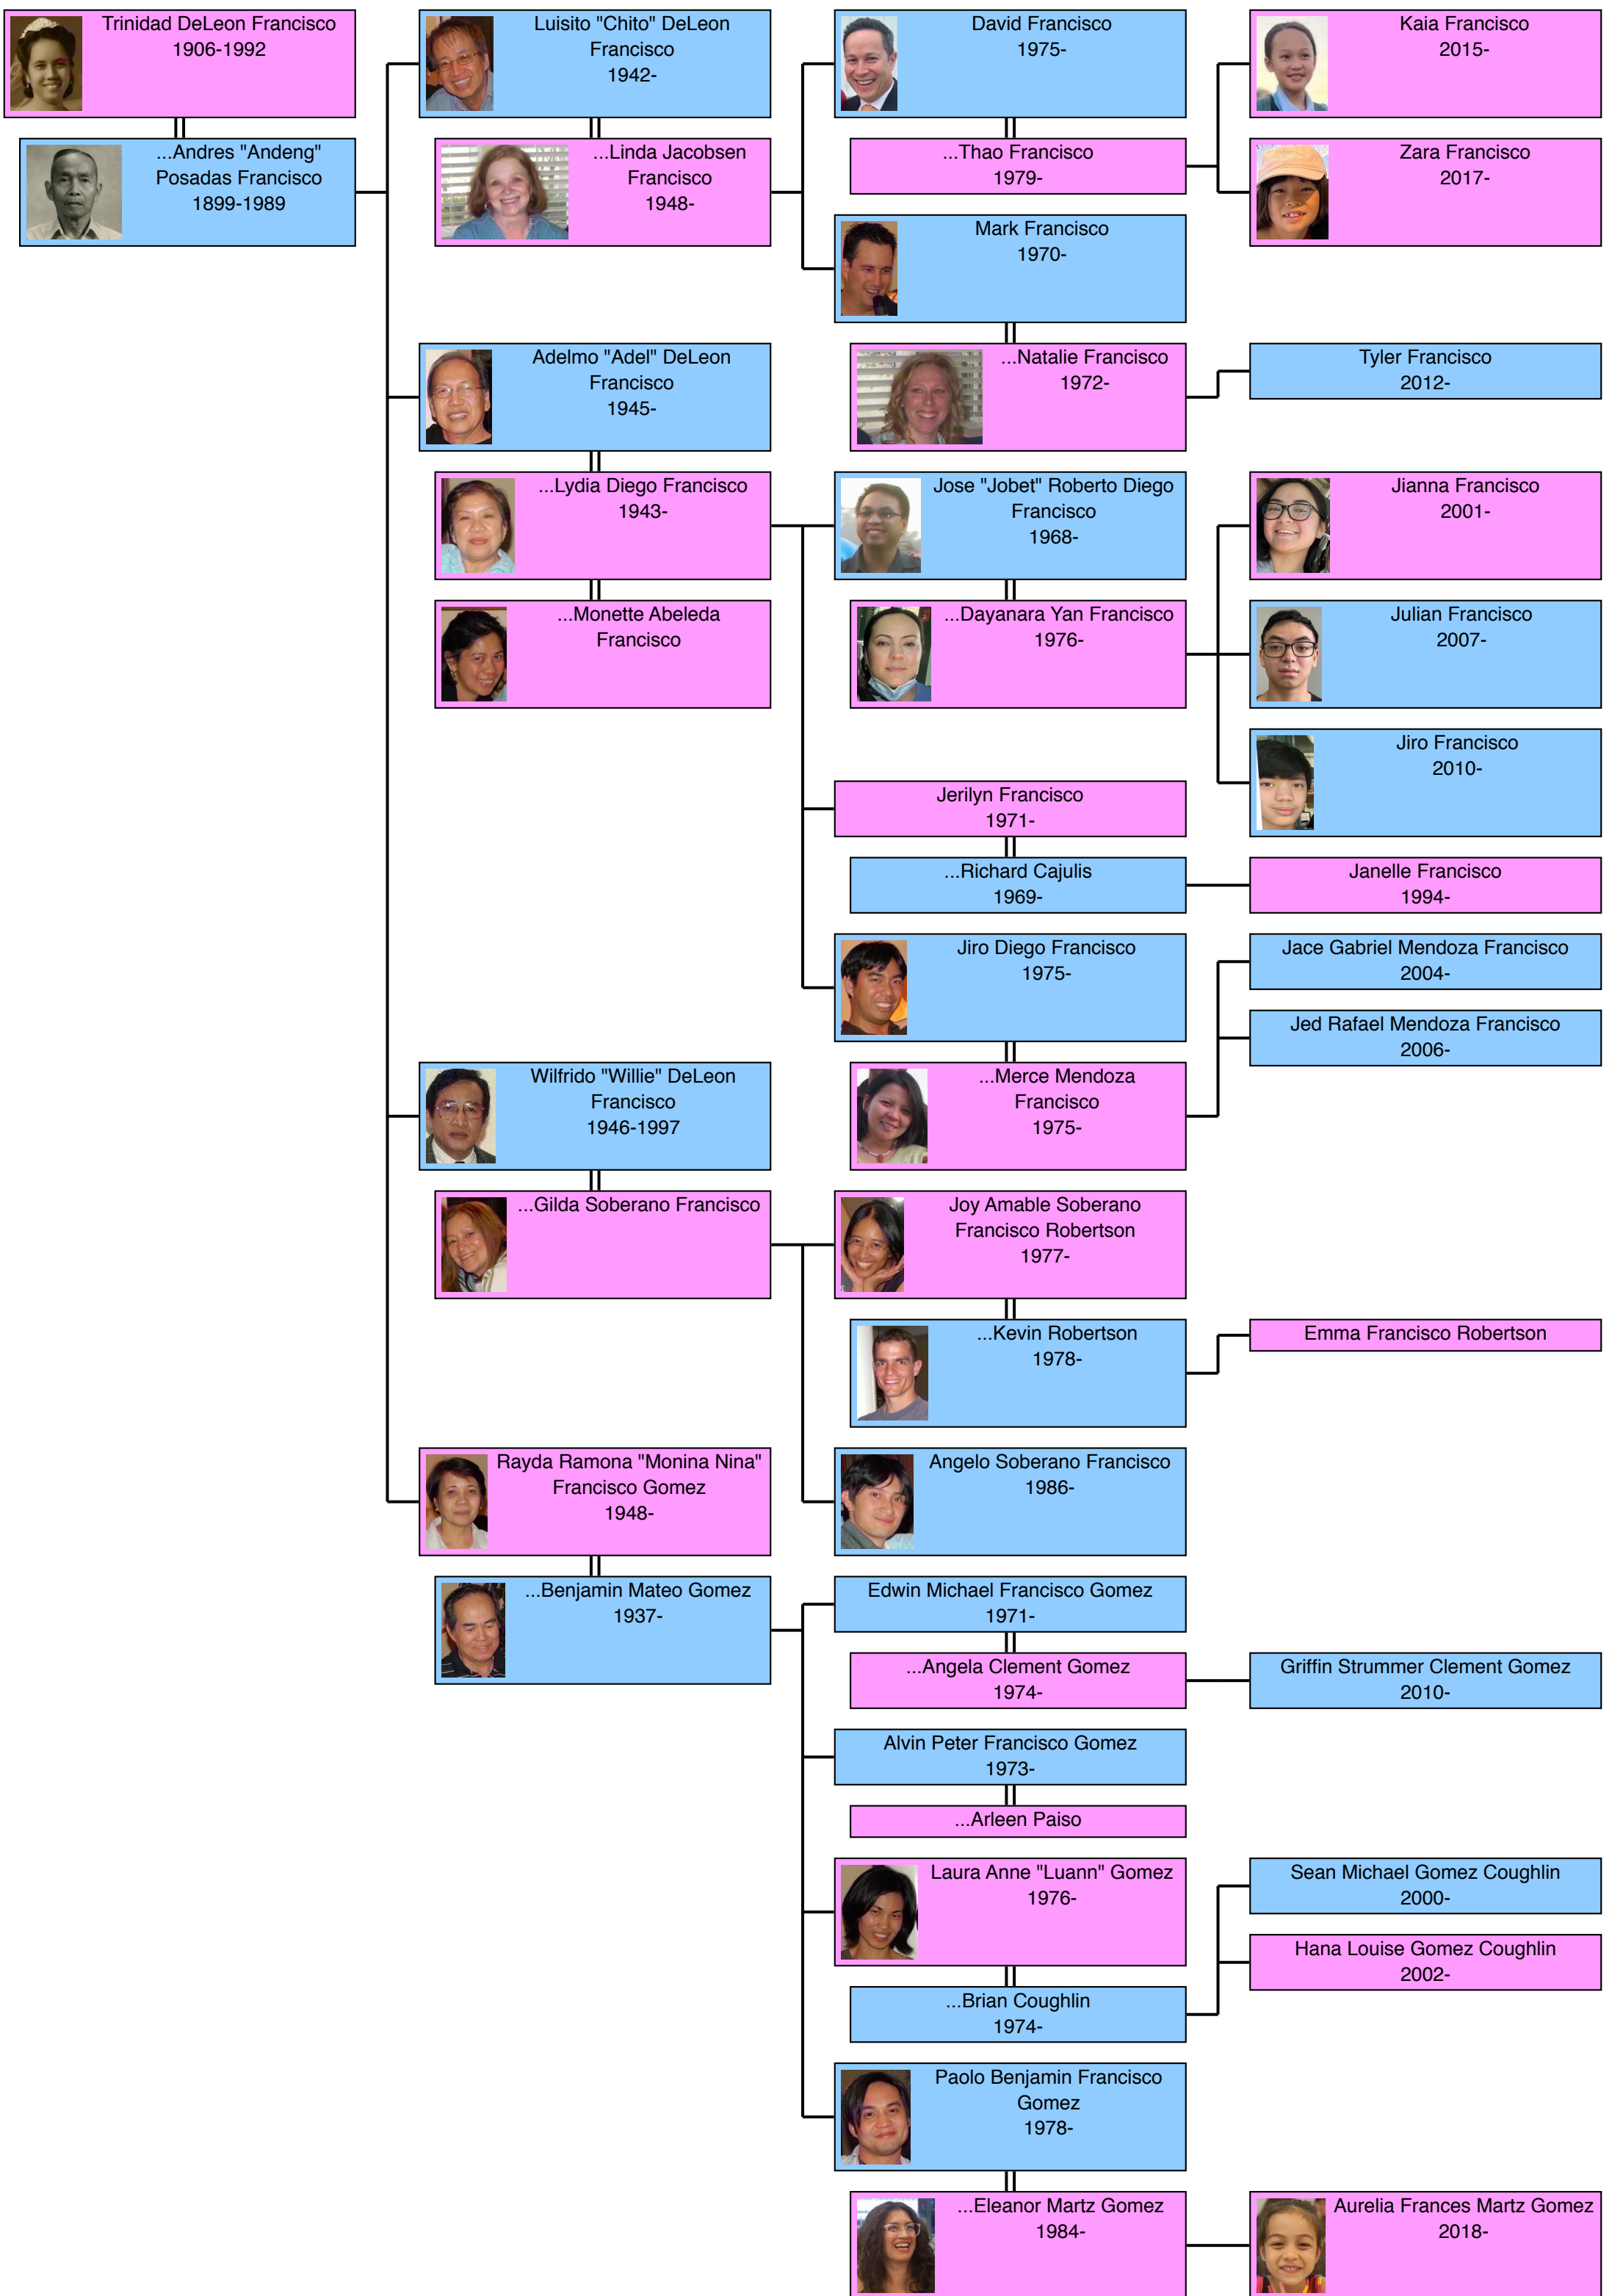 Trinidad DeLeon Francisco
1906-1992
...Andres "Andeng"
Posadas Francisco
1899-1989
Luisito "Chito" DeLeon
Francisco
1942-
...Linda Jacobsen
Francisco
1948-
Adelmo "Adel" DeLeon
Francisco
1945-
...Lydia Diego Francisco
1943-
...Monette Abeleda
Francisco
Wilfrido "Willie" DeLeon
Francisco
1946-1997
...Gilda Soberano Francisco
Rayda Ramona "Monina Nina"
Francisco Gomez
1948-
...Benjamin Mateo Gomez
1937-
David Francisco
1975-
...Thao Francisco
1979-
Mark Francisco
1970-
...Natalie Francisco
1972-
Jose "Jobet" Roberto Diego
Francisco
1968-
...Dayanara Yan Francisco
1976-
Jerilyn Francisco
1971-
...Richard Cajulis
1969-
Jiro Diego Francisco
1975-
...Merce Mendoza
Francisco
1975-
Joy Amable Soberano
Francisco Robertson
1977-
...Kevin Robertson
1978-
Angelo Soberano Francisco
1986-
Edwin Michael Francisco Gomez
1971-
...Angela Clement Gomez
1974-
Alvin Peter Francisco Gomez
1973-
...Arleen Paiso
Laura Anne "Luann" Gomez
1976-
...Brian Coughlin
1974-
Paolo Benjamin Francisco
Gomez
1978-
...Eleanor Martz Gomez
1984-
Kaia Francisco
2015-
Zara Francisco
2017-
Tyler Francisco
2012-
Jianna Francisco
2001-
Julian Francisco
2007-
Jiro Francisco
2010-
Janelle Francisco
1994-
Jace Gabriel Mendoza Francisco
2004-
Jed Rafael Mendoza Francisco
2006-
Emma Francisco Robertson
Griffin Strummer Clement Gomez
2010-
Sean Michael Gomez Coughlin
2000-
Hana Louise Gomez Coughlin
2002-
Aurelia Frances Martz Gomez
2018-